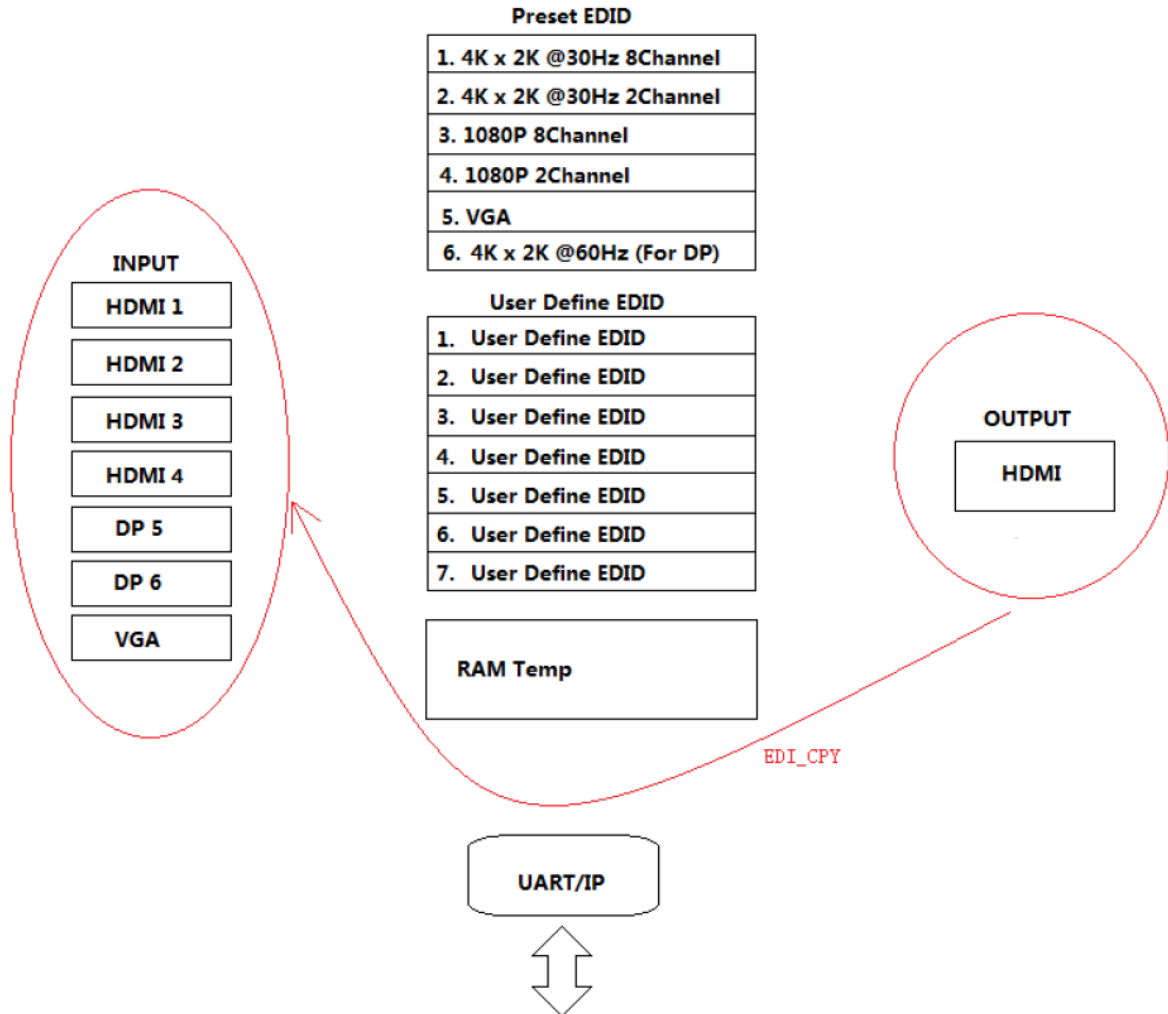 Preset EDID
1. 4K x 2K @30Hz 8Channel
2. 4K x 2K @30Hz 2Channel
3. 1080P 8Channel
4. 1080P 2Channel
5. VGA
6. 4K x 2K @60Hz (For DP)
INPUT
HDMI 1
HDMI 2
HDMI 3
HDMI 4
DP 5
DP 6
VGA
User Define EDID
1. User Define EDID
2. User Define EDID
3. User Define EDID
4. User Define EDID
5. User Define EDID
6. User Define EDID
7. User Define EDID
OUTPUT
HDMI
RAM Temp
EDI_CPY
UART/IP